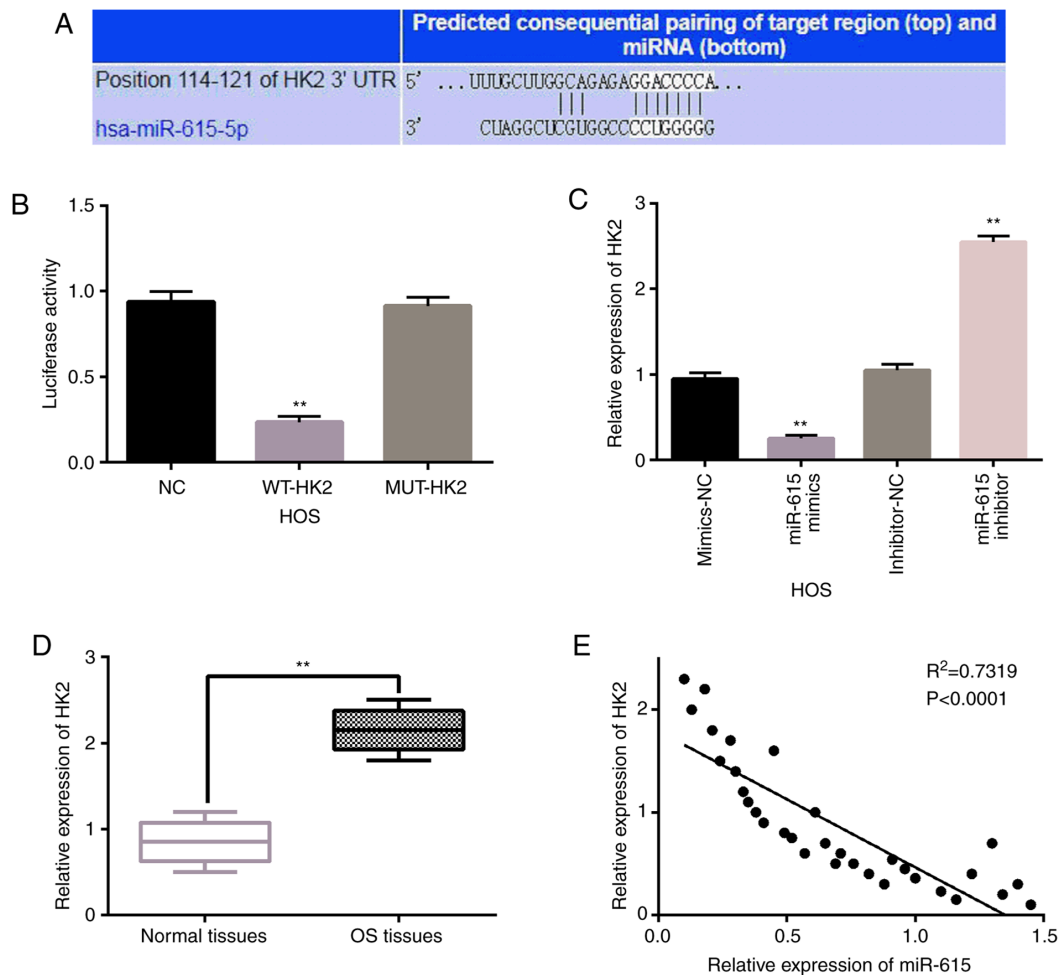 A
Predicted consequential pairing of target region (top) and
miRNA (bottom)
Position 114-121 of HK2 3' UTR 5' ...UUUGCUUGGCAGAGAGGACCCCA...
hsa-miR-615-5p 3' CUAGGCUCGUGGCCCCUGGGGG
B
Luciferase activity
1.5
1.0
0.5
0.0
NC WT-HK2 MUT-HK2
HOS
**
C
Relative expression of HK2
3
2
1
0
**
**
Mimics-NC
miR-615
mimics
Inhibitor-NC
miR-615
inhibitor
HOS
D
Relative expression of HK2
3
2
1
0
**
Normal tissues OS tissues
E
Relative expression of HK2
2
1
0
R²=0.7319
P<0.0001
0.0 0.5 1.0 1.5
Relative expression of miR-615